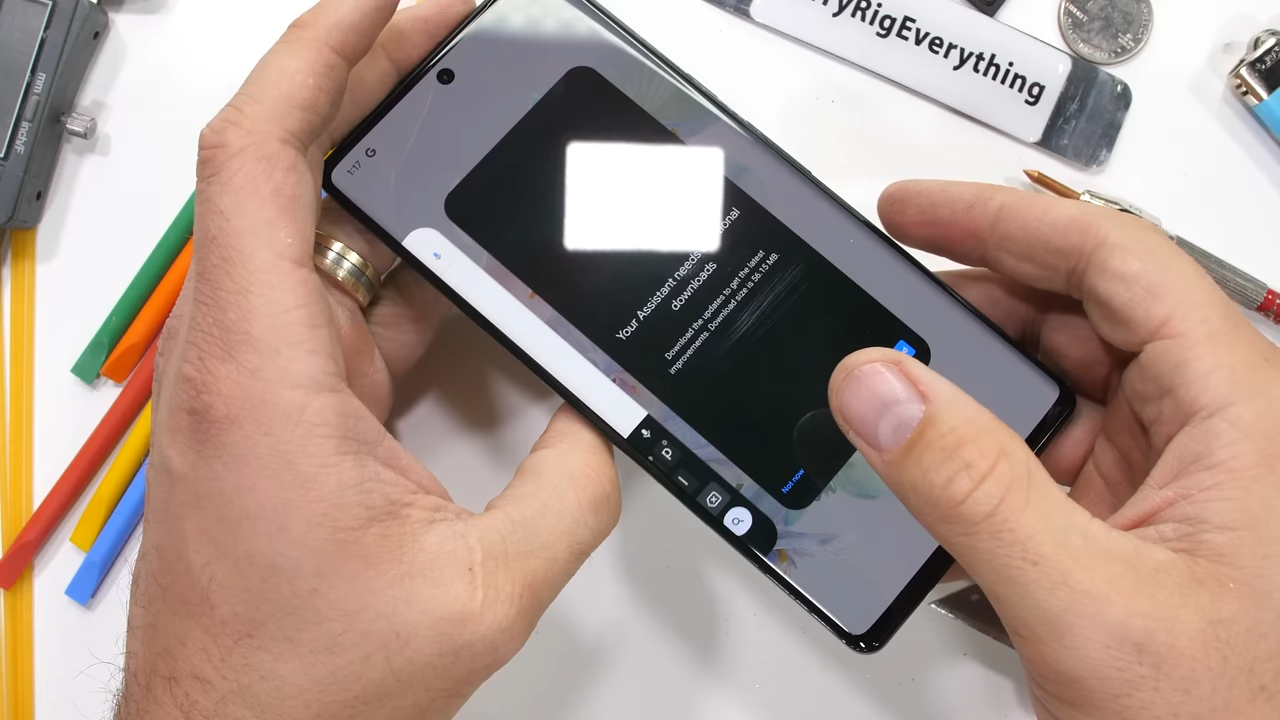 rryRigEverything
mm
inch/F
1:17 G
Your Assistant needs
downloads
Download the updates to get the latest
improvements. Download size is 56.15 MB.
Not now
p